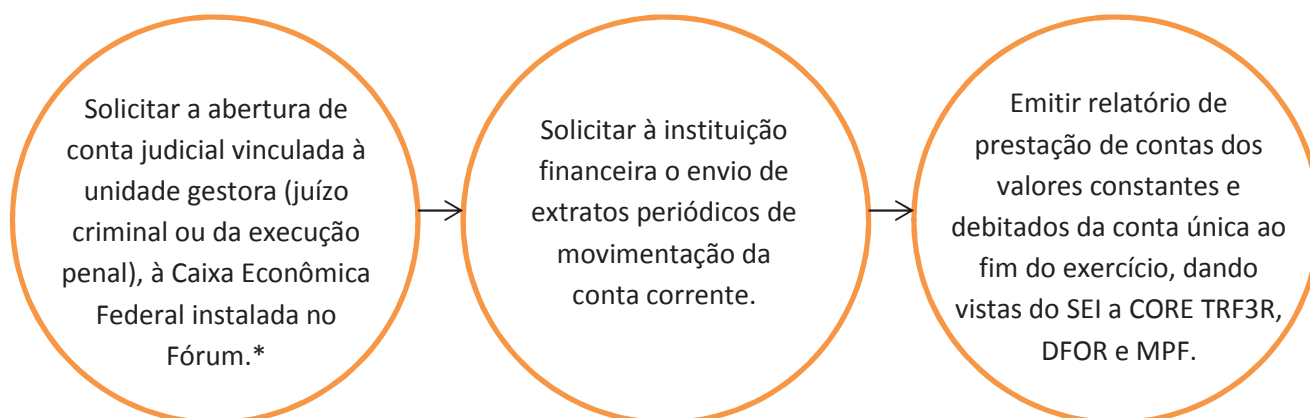 Solicitar a abertura de
conta judicial vinculada à
unidade gestora (juízo
criminal ou da execução
penal), à Caixa Econômica
Federal instalada no
Fórum.*
Solicitar à instituição
financeira o envio de
extratos periódicos de
movimentação da
conta corrente.
Emitir relatório de
prestação de contas dos
valores constantes e
debitados da conta única ao
fim do exercício, dando
vistas do SEI a CORE TRF3R,
DFOR e MPF.